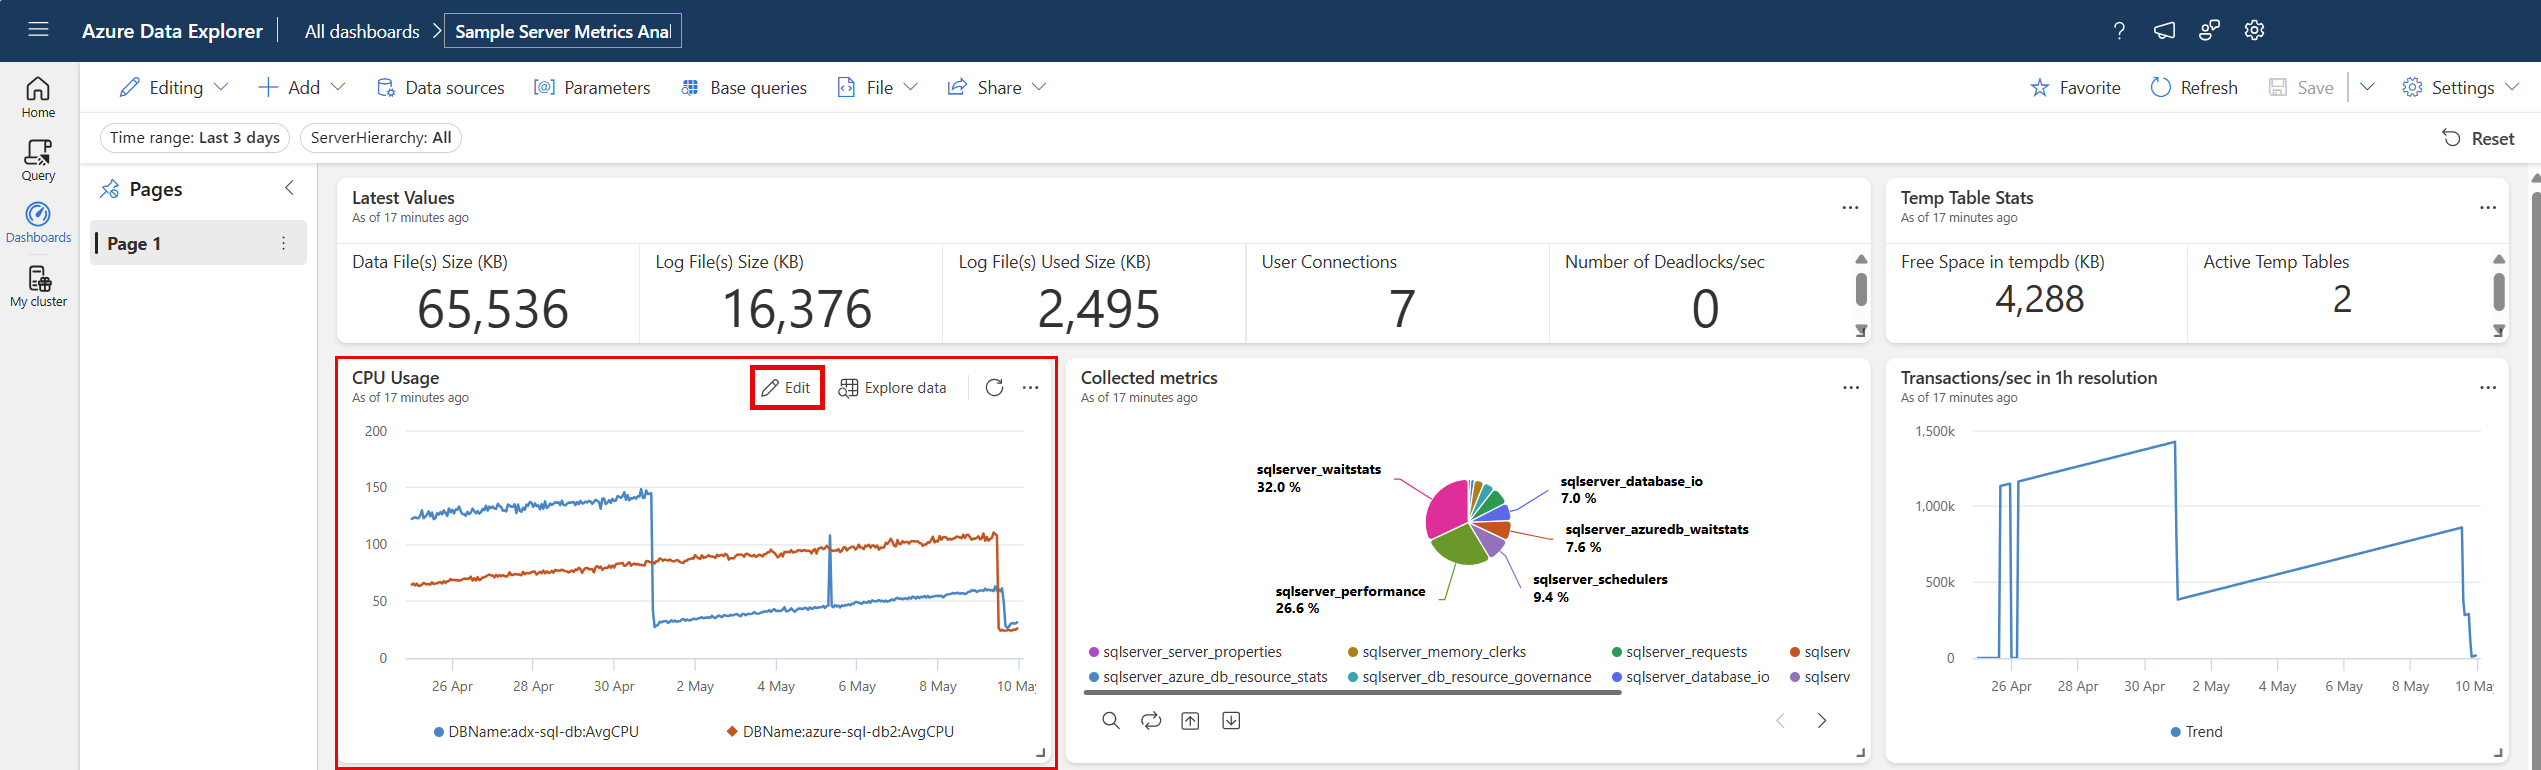 Azure Data Explorer
All dashboards
Sample Server Metrics Anal
Editing
Add
Data sources
Parameters
Base queries
File
Share
Favorite
Refresh
Save
Settings
Home
Query
Dashboards
My cluster
Time range: Last 3 days
ServerHierarchy: All
Reset
Pages
Page 1
Latest Values
As of 17 minutes ago
Data File(s) Size (KB)
65,536
Log File(s) Size (KB)
16,376
Log File(s) Used Size (KB)
2,495
User Connections
7
Number of Deadlocks/sec
0
Temp Table Stats
As of 17 minutes ago
Free Space in tempdb (KB)
4,288
Active Temp Tables
2
CPU Usage
As of 17 minutes ago
Edit
Explore data
200
150
100
50
0
26 Apr
28 Apr
30 Apr
2 May
4 May
6 May
8 May
10 May
DBName:adx-sql-db:AvgCPU
DBName:azure-sql-db2:AvgCPU
Collected metrics
As of 17 minutes ago
sqlserver_waitstats
32.0 %
sqlserver_database_io
7.0 %
sqlserver_azuredb_waitstats
7.6 %
sqlserver_schedulers
9.4 %
sqlserver_performance
26.6 %
sqlserver_server_properties
sqlserver_memory_clerks
sqlserver_requests
sqlserv
sqlserver_azure_db_resource_stats
sqlserver_db_resource_governance
sqlserver_database_io
sqlserv
Transactions/sec in 1h resolution
As of 17 minutes ago
1,500k
1,000k
500k
0
26 Apr
28 Apr
30 Apr
2 May
4 May
6 May
8 May
10 May
Trend